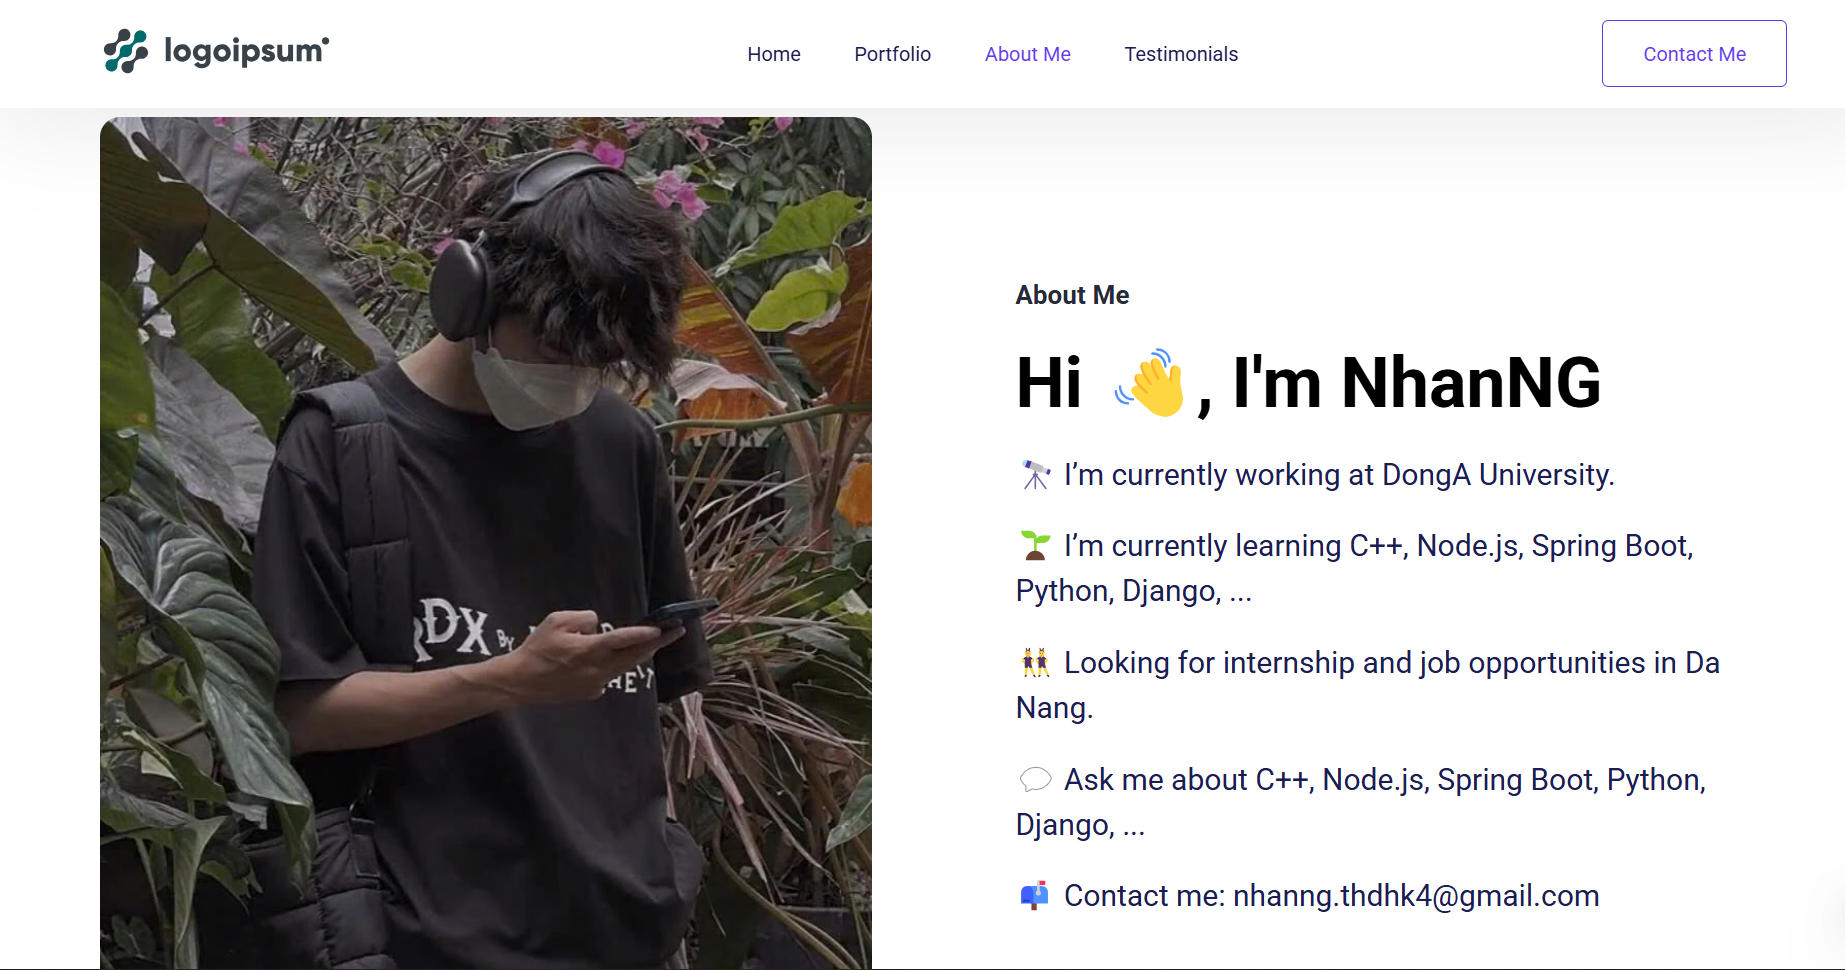 logoipsum
Home
Portfolio
About Me
Testimonials
Contact Me
About Me
Hi 👋, I'm NhanNG
🔭 I’m currently working at DongA University.
🌱 I’m currently learning C++, Node.js, Spring Boot,
Python, Django, ...
👯 Looking for internship and job opportunities in Da
Nang.
💬 Ask me about C++, Node.js, Spring Boot, Python,
Django, ...
📫 Contact me: nhanng.thdhk4@gmail.com